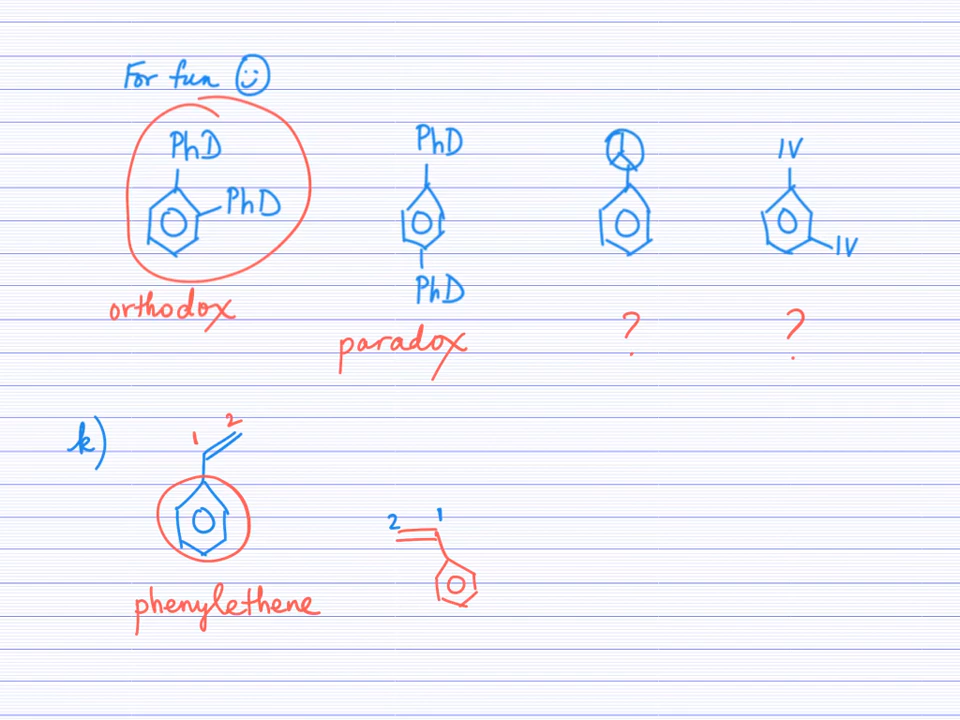 For fun
PhD PhD IV
PhD
IV
PhD
orthodox
paradox ? ?
k) 1 2
2 1
phenylethene